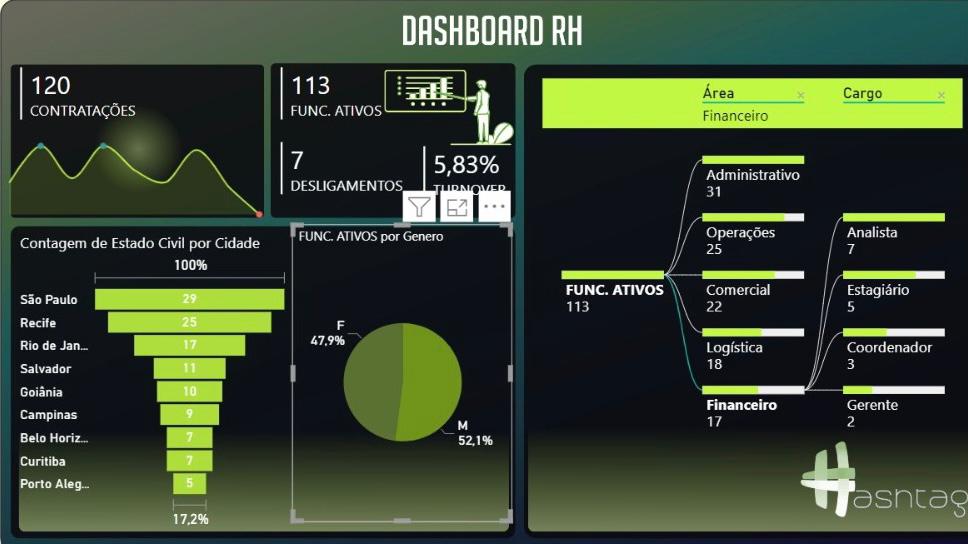 DASHBOARD RH
120
CONTRATAÇÕES
113
FUNC. ATIVOS
7
DESLIGAMENTOS
5,83%
TURNOVER
Contagem de Estado Civil por Cidade
100%
São Paulo 29
Recife 25
Rio de Jan... 17
Salvador 11
Goiânia 10
Campinas 9
Belo Horiz... 7
Curitiba 7
Porto Aleg... 5
17,2%
FUNC. ATIVOS por Genero
F
47,9%
M
52,1%
Área × Cargo ×
Financeiro
FUNC. ATIVOS
113
Administrativo
31
Operações
25
Comercial
22
Logística
18
Financeiro
17
Analista
7
Estagiário
5
Coordenador
3
Gerente
2
Hashtag